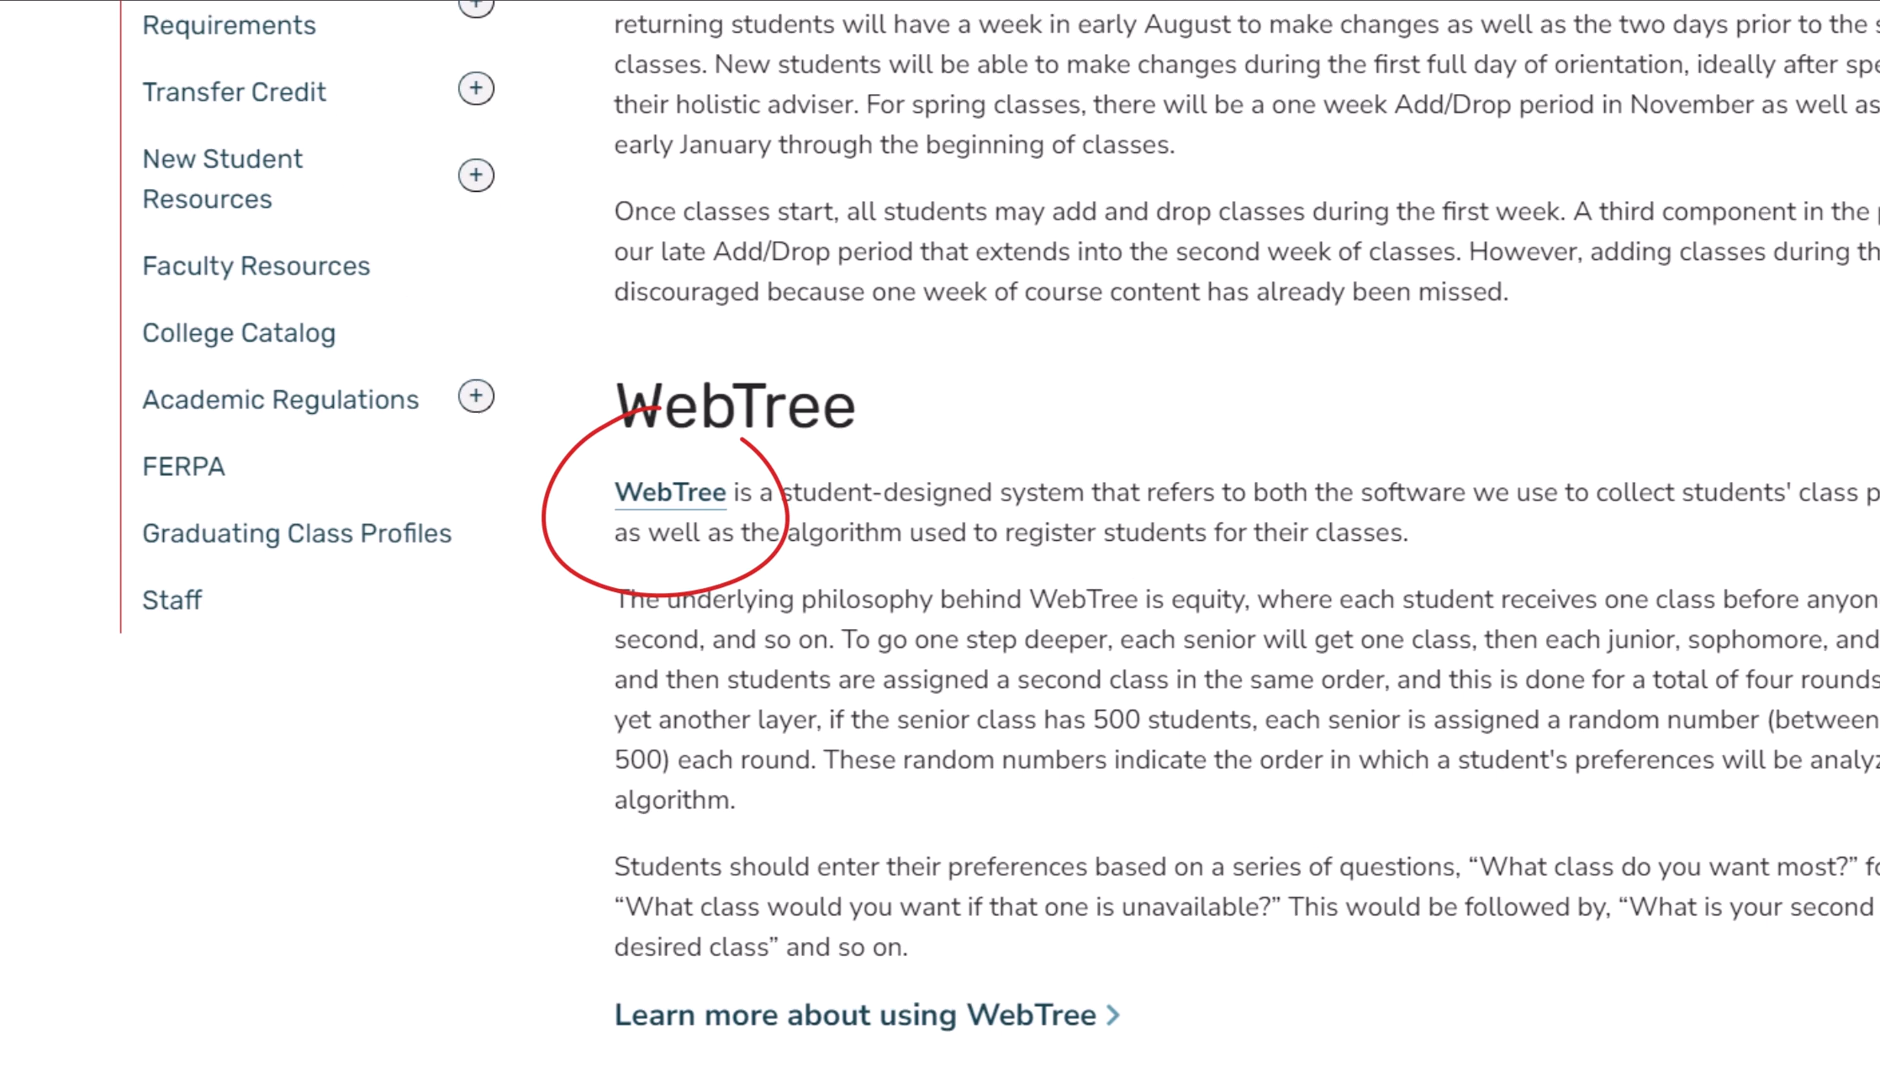 Requirements
Transfer Credit
New Student
Resources
Faculty Resources
College Catalog
Academic Regulations
FERPA
Graduating Class Profiles
Staff
returning students will have a week in early August to make changes as well as the two days prior to the
classes. New students will be able to make changes during the first full day of orientation, ideally after
their holistic adviser. For spring classes, there will be a one week Add/Drop period in November as well as
early January through the beginning of classes.
Once classes start, all students may add and drop classes during the first week. A third component in the
our late Add/Drop period that extends into the second week of classes. However, adding classes during
discouraged because one week of course content has already been missed.
WebTree
WebTree is a student-designed system that refers to both the software we use to collect students' class
as well as the algorithm used to register students for their classes.
The underlying philosophy behind WebTree is equity, where each student receives one class before
second, and so on. To go one step deeper, each senior will get one class, then each junior, sophomore, and
and then students are assigned a second class in the same order, and this is done for a total of four rounds
yet another layer, if the senior class has 500 students, each senior is assigned a random number (between
500) each round. These random numbers indicate the order in which a student's preferences will be
algorithm.
Students should enter their preferences based on a series of questions, “What class do you want most?”
“What class would you want if that one is unavailable?” This would be followed by, “What is your second
desired class” and so on.
Learn more about using WebTree >